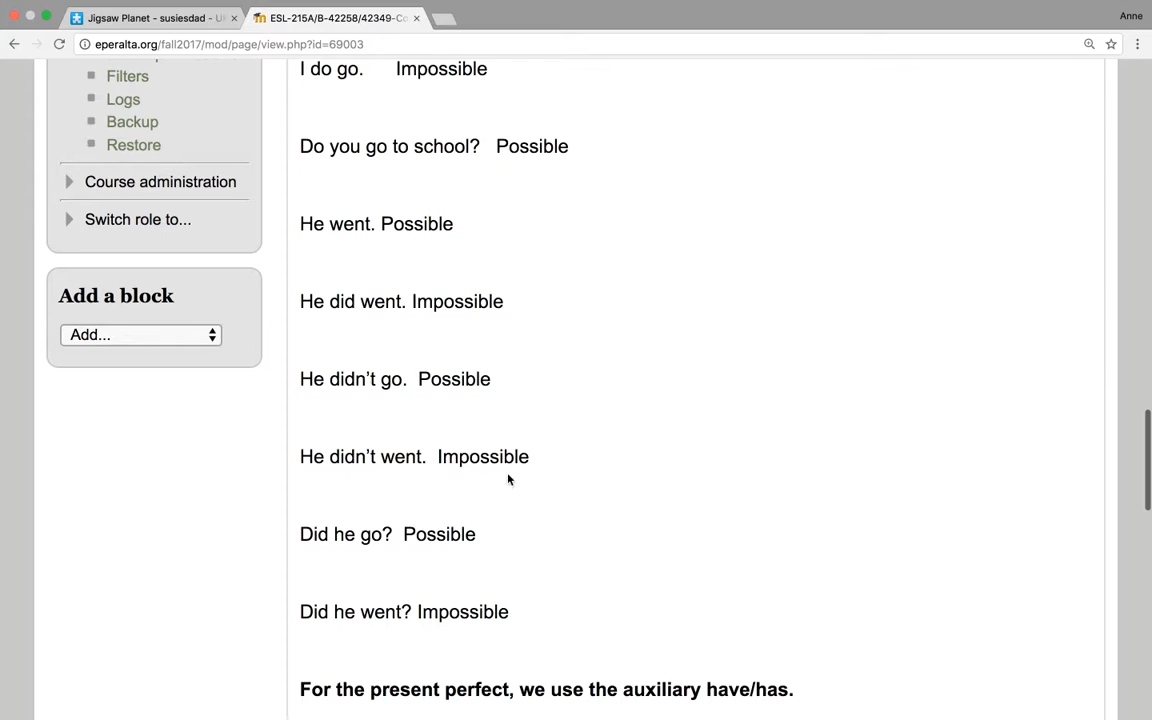 Jigsaw Planet - susiesdad - U
ESL-215A/B-42258/42349-Co
Anne
eperalta.org/fall2017/mod/page/view.php?id=69003
Filters
Logs
Backup
Restore
Course administration
Switch role to...
Add a block
Add...
I do go. Impossible
Do you go to school? Possible
He went. Possible
He did went. Impossible
He didn’t go. Possible
He didn’t went. Impossible
Did he go? Possible
Did he went? Impossible
For the present perfect, we use the auxiliary have/has.